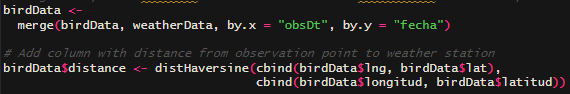 birdData <-
merge(birdData, weatherData, by.x = "obsDt", by.y = "fecha")
# Add column with distance from observation point to weather station
birdData$distance <- distHaversine(cbind(birdData$lng, birdData$lat),
cbind(birdData$longitud, birdData$latitud))